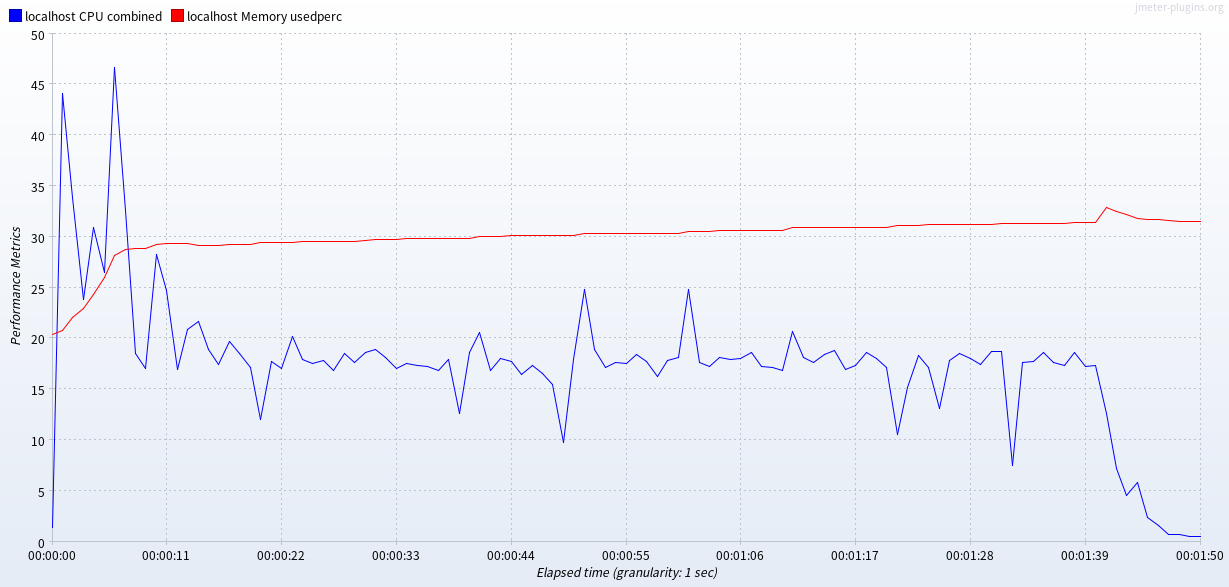 jmeter-plugins.org
localhost CPU combined localhost Memory usedperc
50
45
40
35
30
25
20
15
10
5
0
Performance Metrics
00:00:00 00:00:11 00:00:22 00:00:33 00:00:44 00:00:55 00:01:06 00:01:17 00:01:28 00:01:39 00:01:50
Elapsed time (granularity: 1 sec)